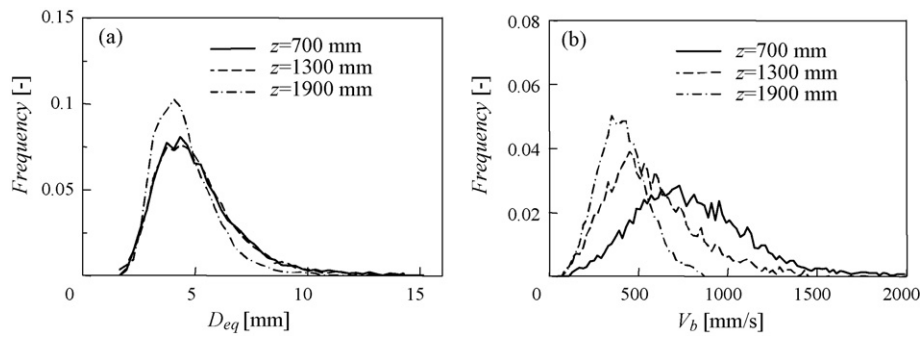 0.15
(a)
z=700 mm
z=1300 mm
z=1900 mm
0.1
0.05
0
5
10
15
Frequency [-]
D_eq [mm]
0.08
(b)
z=700 mm
z=1300 mm
z=1900 mm
0.06
0.04
0.02
0
500
1000
1500
2000
Frequency [-]
V_b [mm/s]